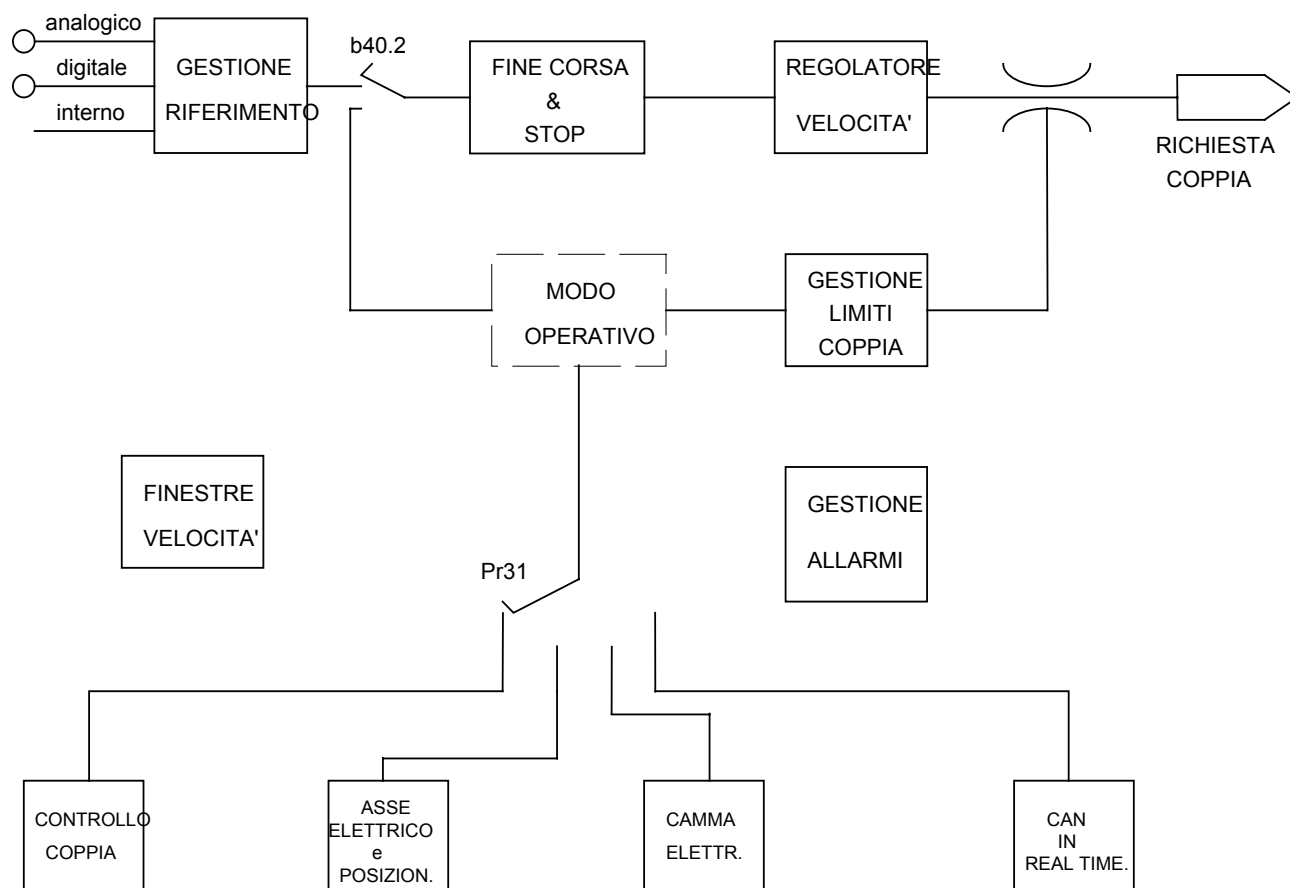 analogico
digitale
interno
GESTIONE
RIFERIMENTO
b40.2
FINE CORSA
&
STOP
REGOLATORE
VELOCITA'
RICHIESTA
COPPIA
MODO
OPERATIVO
GESTIONE
LIMITI
COPPIA
FINESTRE
VELOCITA'
GESTIONE
ALLARMI
Pr31
CONTROLLO
COPPIA
ASSE
ELETTRICO
e
POSIZION.
CAMMA
ELETTR.
CAN
IN
REAL TIME.